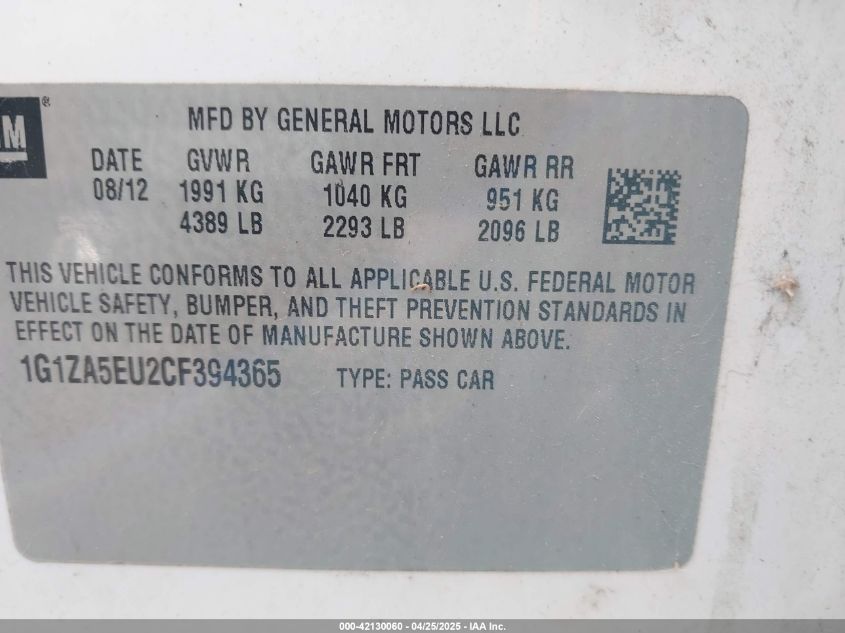 GM®
MFD BY GENERAL MOTORS LLC
DATE GVWR GAWR FRT GAWR RR
08/12 1991 KG 1040 KG 951 KG
4389 LB 2293 LB 2096 LB
THIS VEHICLE CONFORMS TO ALL APPLICABLE U.S. FEDERAL MOTOR
VEHICLE SAFETY, BUMPER, AND THEFT PREVENTION STANDARDS IN
EFFECT ON THE DATE OF MANUFACTURE SHOWN ABOVE.
1G1ZA5EU2CF394365 TYPE: PASS CAR
000-42130060 - 04/25/2025 - IAA Inc.